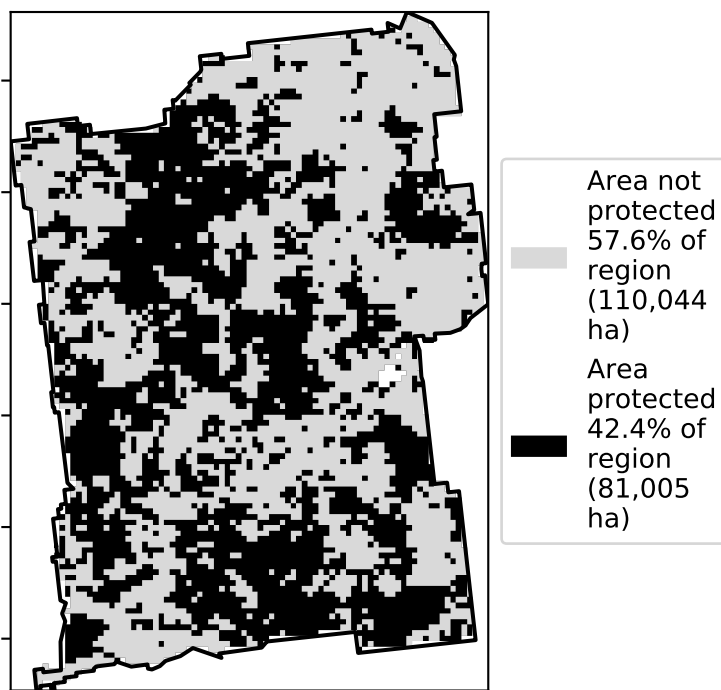 Area not
protected
57.6% of
region
(110,044
ha)
Area
protected
42.4% of
region
(81,005
ha)